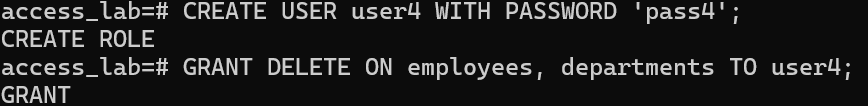 access_lab=# CREATE USER user4 WITH PASSWORD 'pass4';
CREATE ROLE
access_lab=# GRANT DELETE ON employees, departments TO user4;
GRANT